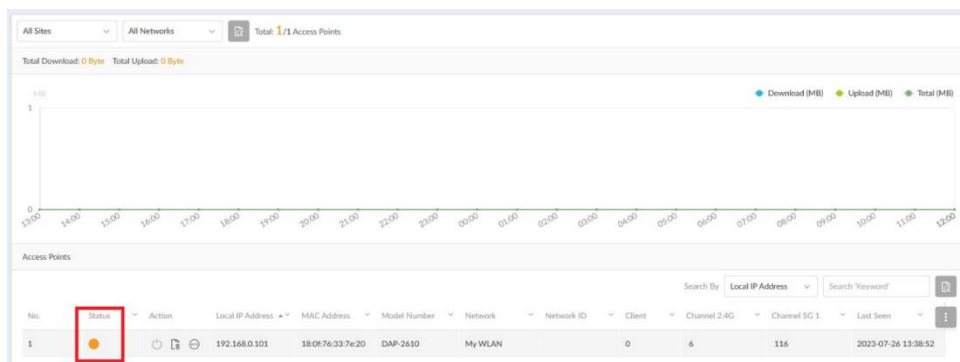 All Sites All Networks Total: 1/1 Access Points
Total Download: 0 Byte Total Upload: 0 Byte
MB
Download (MB) Upload (MB) Total (MB)
1
0
13:00 14:00 15:00 16:00 17:00 18:00 19:00 20:00 21:00 22:00 23:00 00:00 01:00 02:00 03:00 04:00 05:00 06:00 07:00 08:00 09:00 10:00 11:00 12:00
Access Points
Search By Local IP Address Search 'Keyword'
No. Status Action Local IP Address MAC Address Model Number Network Network ID Client Channel 2.4G Channel 5G 1 Last Seen
1 192.168.0.101 18:0f:76:33:7e:20 DAP-2610 My WLAN 0 6 116 2023-07-26 13:38:52